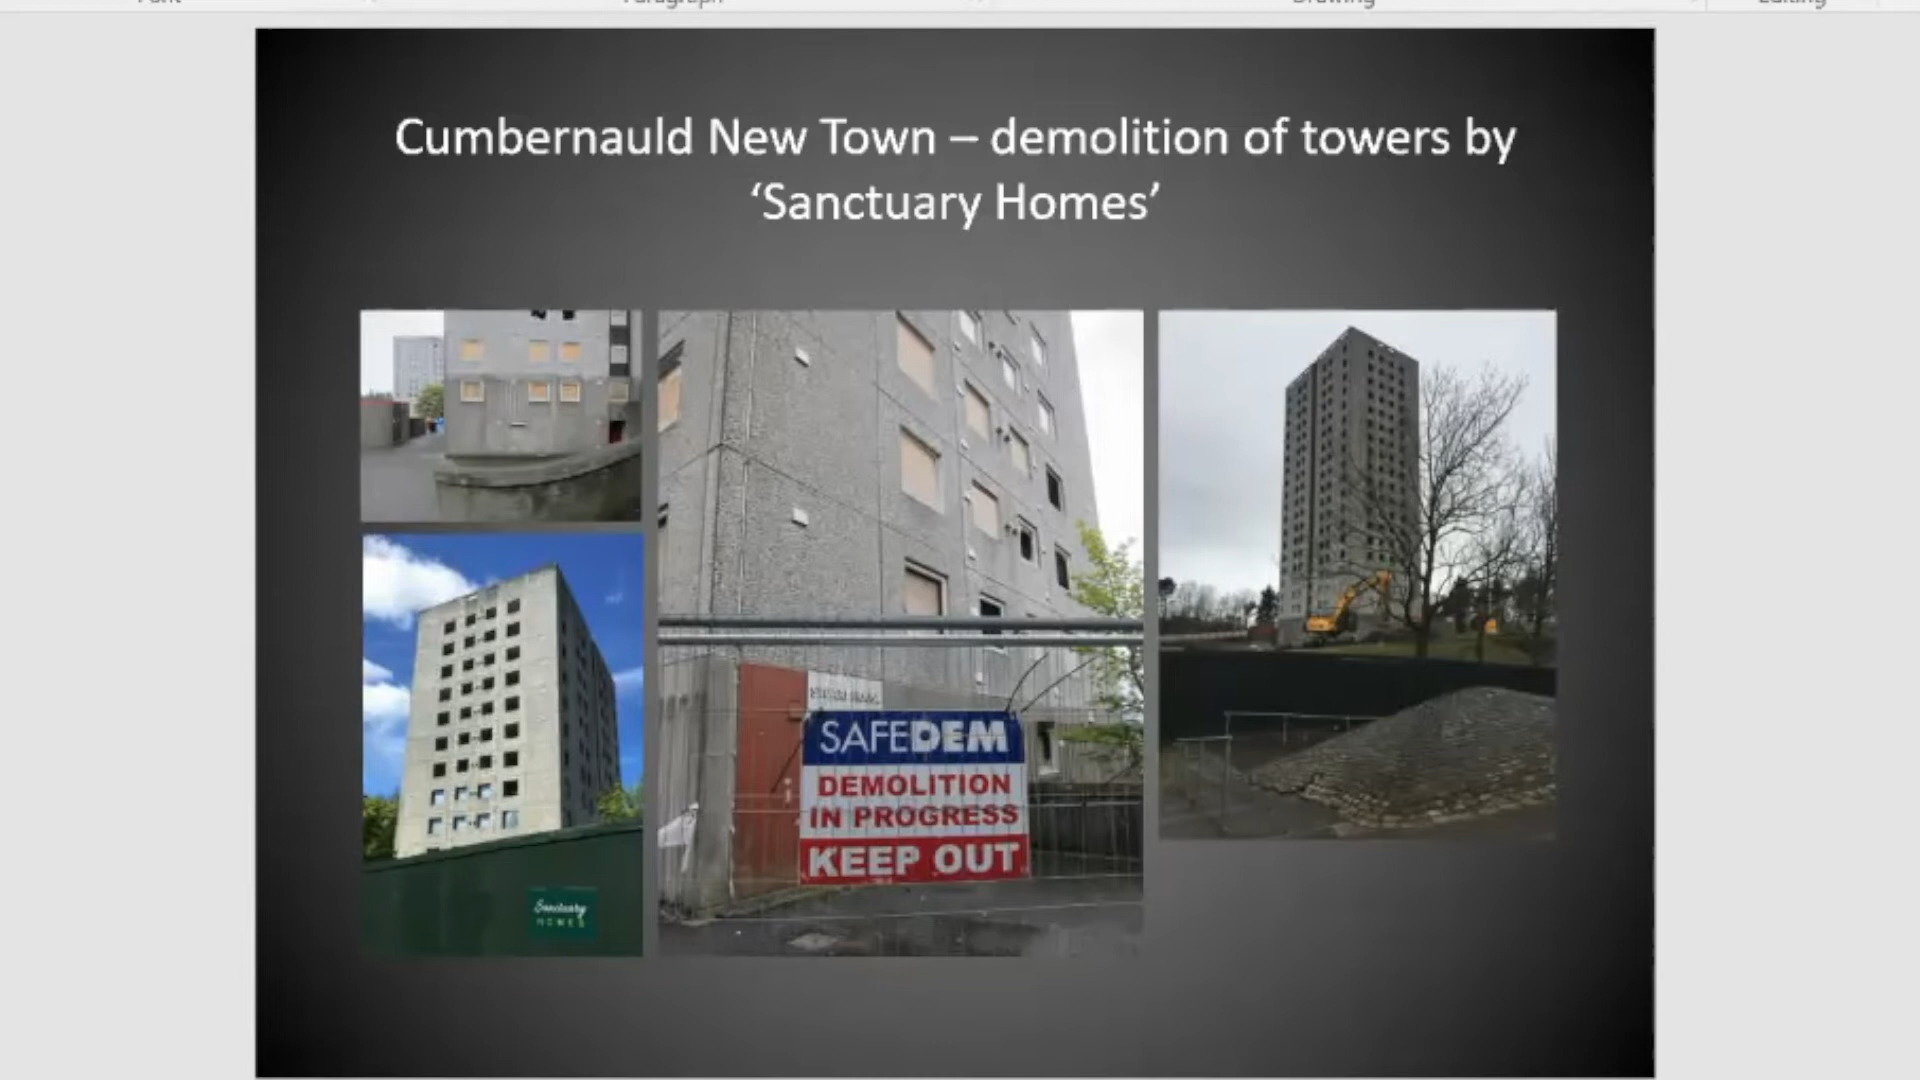 Cumbernauld New Town – demolition of towers by
‘Sanctuary Homes’
SAFEDEM
DEMOLITION
IN PROGRESS
KEEP OUT
Sanctuary
HOMES